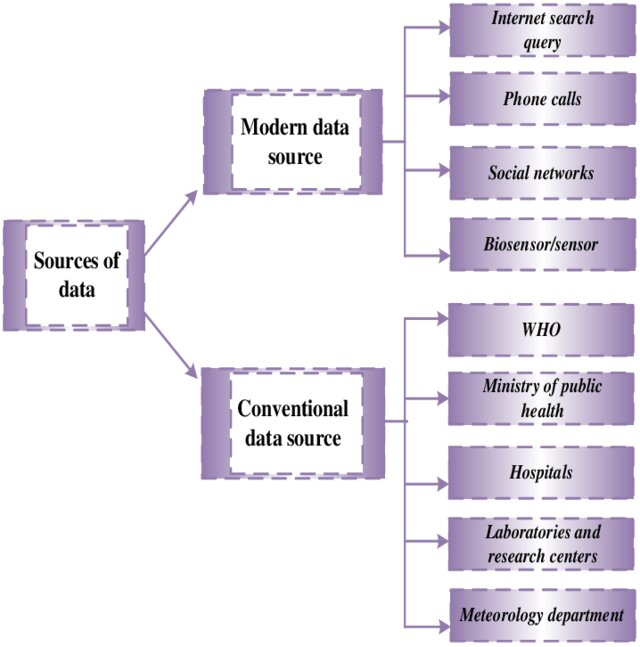 Internet search
query
Phone calls
Modern data
source
Social networks
Biosensor/sensor
Sources of
data
WHO
Ministry of public
health
Conventional
data source
Hospitals
Laboratories and
research centers
Meteorology department